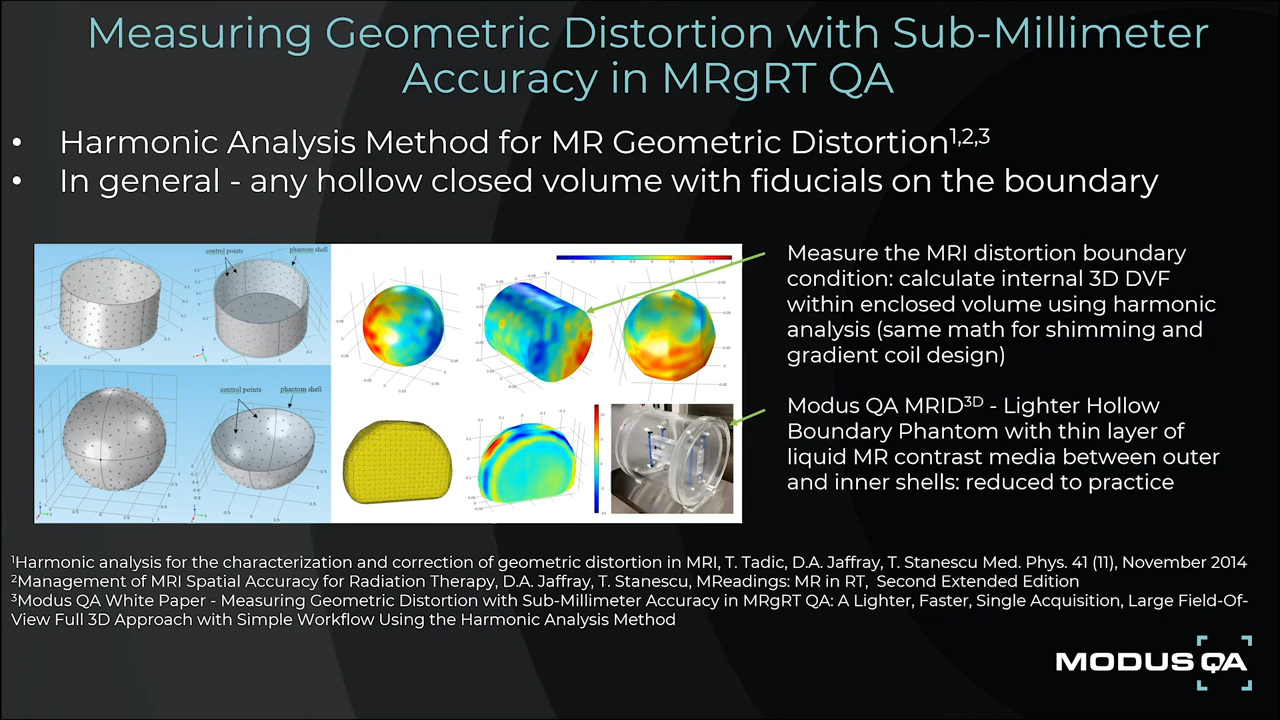 Measuring Geometric Distortion with Sub-Millimeter
Accuracy in MRgRT QA
• Harmonic Analysis Method for MR Geometric Distortion1,2,3
• In general - any hollow closed volume with fiducials on the boundary
control points
phantom shell
control points
phantom shell
Measure the MRI distortion boundary
condition: calculate internal 3D DVF
within enclosed volume using harmonic
analysis (same math for shimming and
gradient coil design)
Modus QA MRID3D - Lighter Hollow
Boundary Phantom with thin layer of
liquid MR contrast media between outer
and inner shells: reduced to practice
1Harmonic analysis for the characterization and correction of geometric distortion in MRI, T. Tadic, D.A. Jaffray, T. Stanescu Med. Phys. 41 (11), November 2014
2Management of MRI Spatial Accuracy for Radiation Therapy, D.A. Jaffray, T. Stanescu, MReadings: MR in RT, Second Extended Edition
3Modus QA White Paper - Measuring Geometric Distortion with Sub-Millimeter Accuracy in MRgRT QA: A Lighter, Faster, Single Acquisition, Large Field-Of-
View Full 3D Approach with Simple Workflow Using the Harmonic Analysis Method
MODUS QA